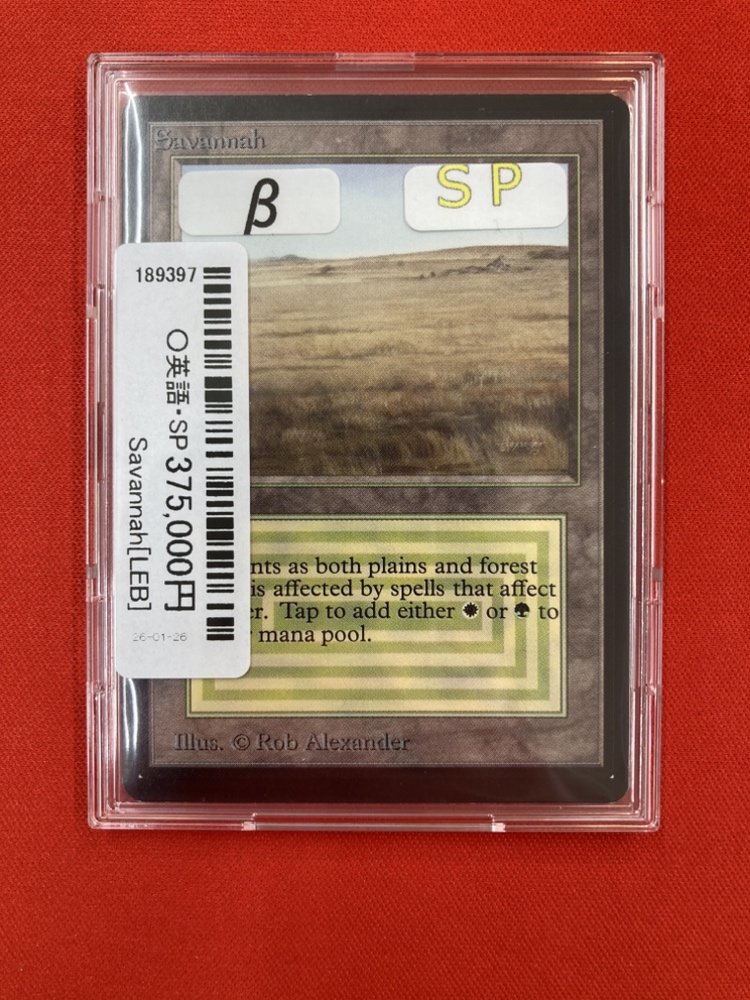 Savannah
β
SP
189397
〇英語・SP 375,000円
Savannah[LEB]
26-01-26
nts as both plains and forest
is affected by spells that affect
er. Tap to add either or to
mana pool.
Illus. © Rob Alexander